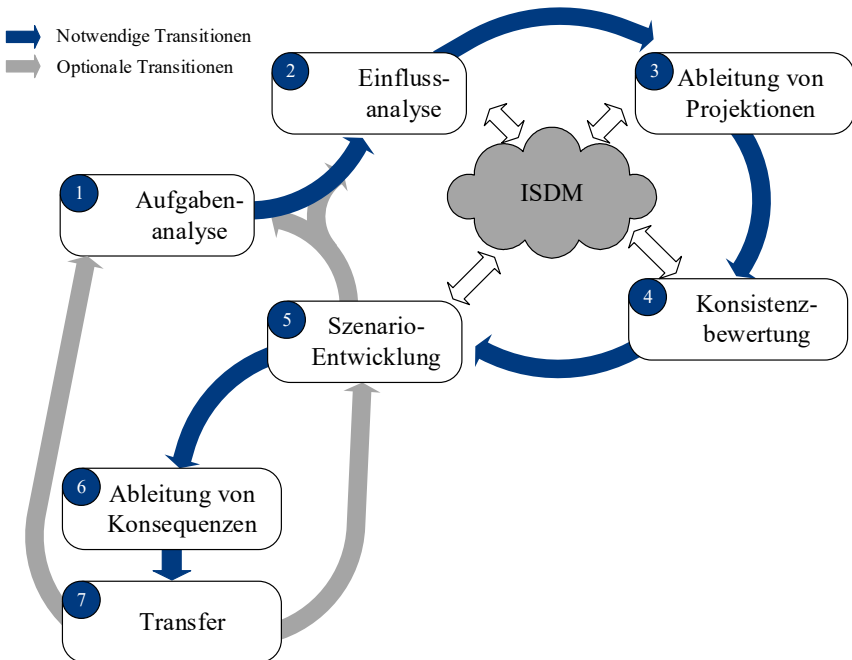 Notwendige Transitionen
Optionale Transitionen
1
Aufgaben-
analyse
2
Einfluss-
analyse
3
Ableitung von
Projektionen
ISDM
4
Konsistenz-
bewertung
5
Szenario-
Entwicklung
6
Ableitung von
Konsequenzen
7
Transfer